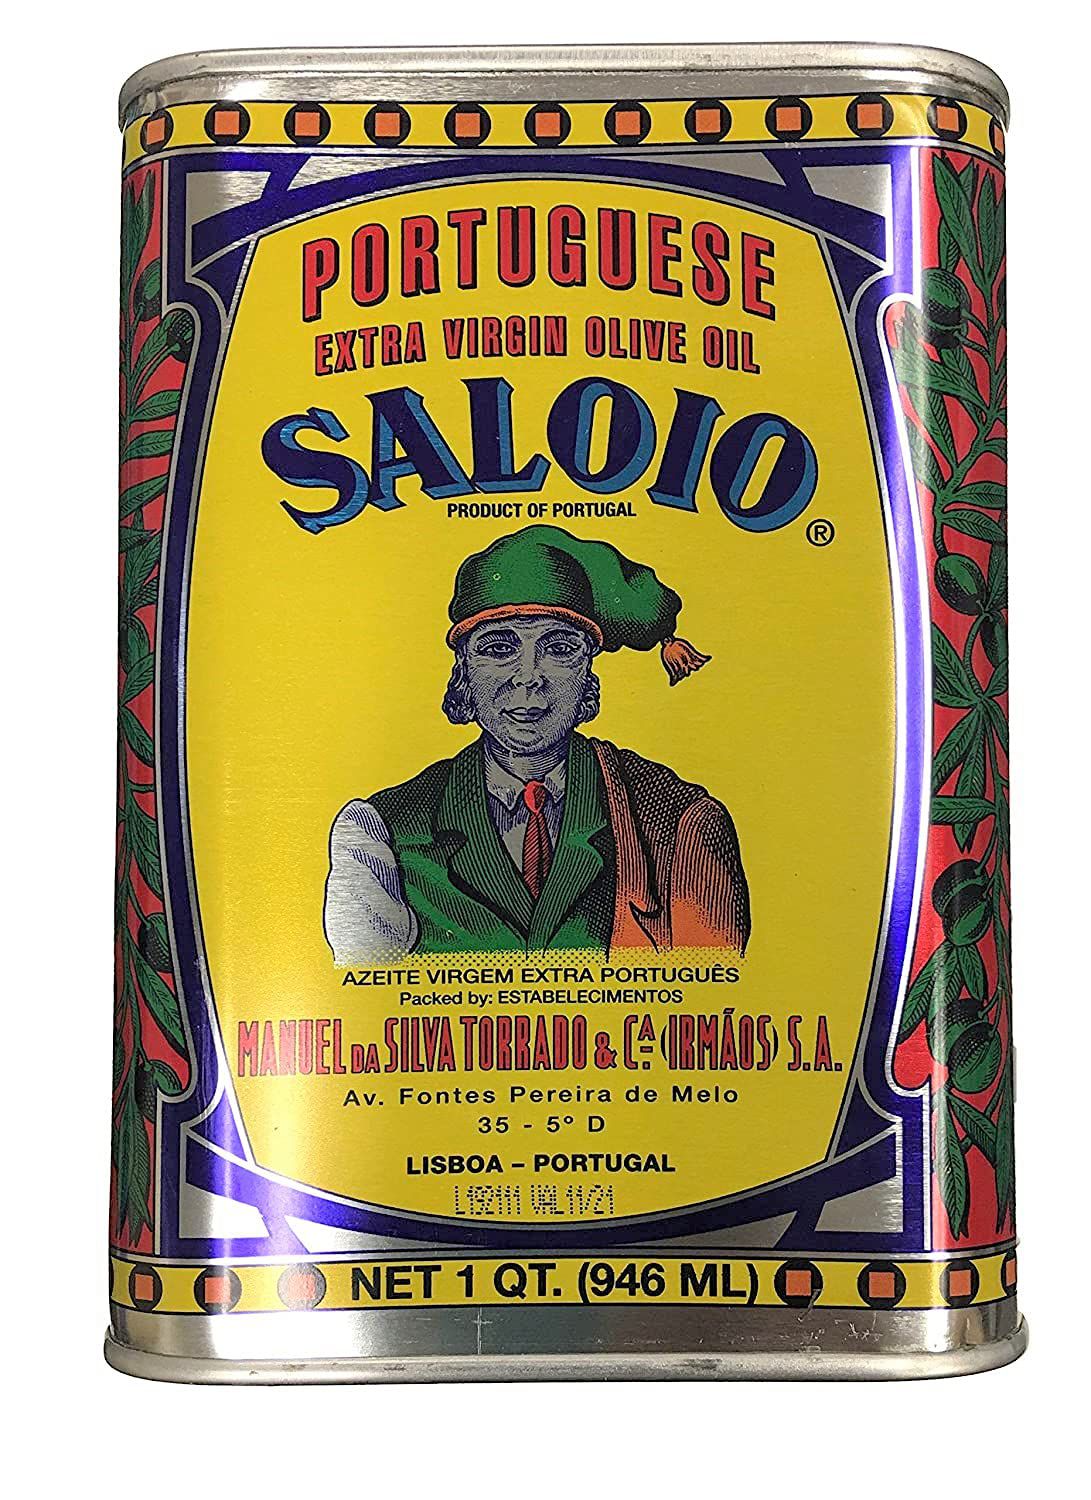 PORTUGUESE
EXTRA VIRGIN OLIVE OIL
SALOIO
PRODUCT OF PORTUGAL
®
AZEITE VIRGEM EXTRA PORTUGUÊS
Packed by: ESTABELECIMENTOS
MANUEL DA SILVA TORRADO & CA. (IRMÃOS) S.A.
Av. Fontes Pereira de Melo
35 - 5º D
LISBOA – PORTUGAL
L192111 VAL 11/21
NET 1 QT. (946 ML)